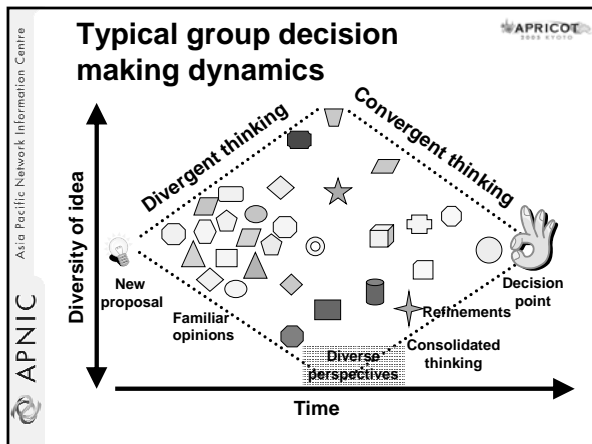 Typical group decision
making dynamics
APRICOT
2005 KYOTO
Asia Pacific Network Information Centre
APNIC
Diversity of idea
Divergent thinking
Convergent thinking
New
proposal
Familiar
opinions
Diverse
perspectives
Consolidated
thinking
Refinements
Decision
point
Time